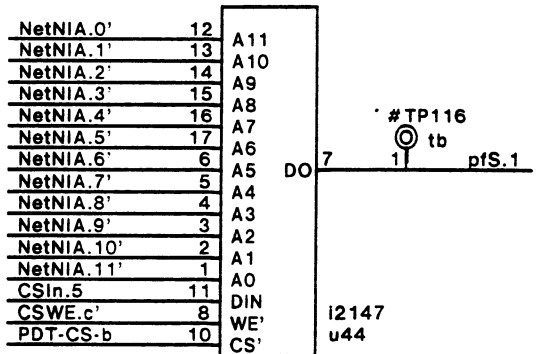 NetNIA.0' 12 A11
NetNIA.1' 13 A10
NetNIA.2' 14 A9
NetNIA.3' 15 A8
NetNIA.4' 16 A7
NetNIA.5' 17 A6
NetNIA.6' 6 A5
NetNIA.7' 5 A4
NetNIA.8' 4 A3
NetNIA.9' 3 A2
NetNIA.10' 2 A1
NetNIA.11' 1 A0
CSIn.5 11 DIN
CSWE.c' 8 WE'
PDT-CS-b 10 CS'
#TP116
tb
DO 7 1 pfS.1
i2147
u44